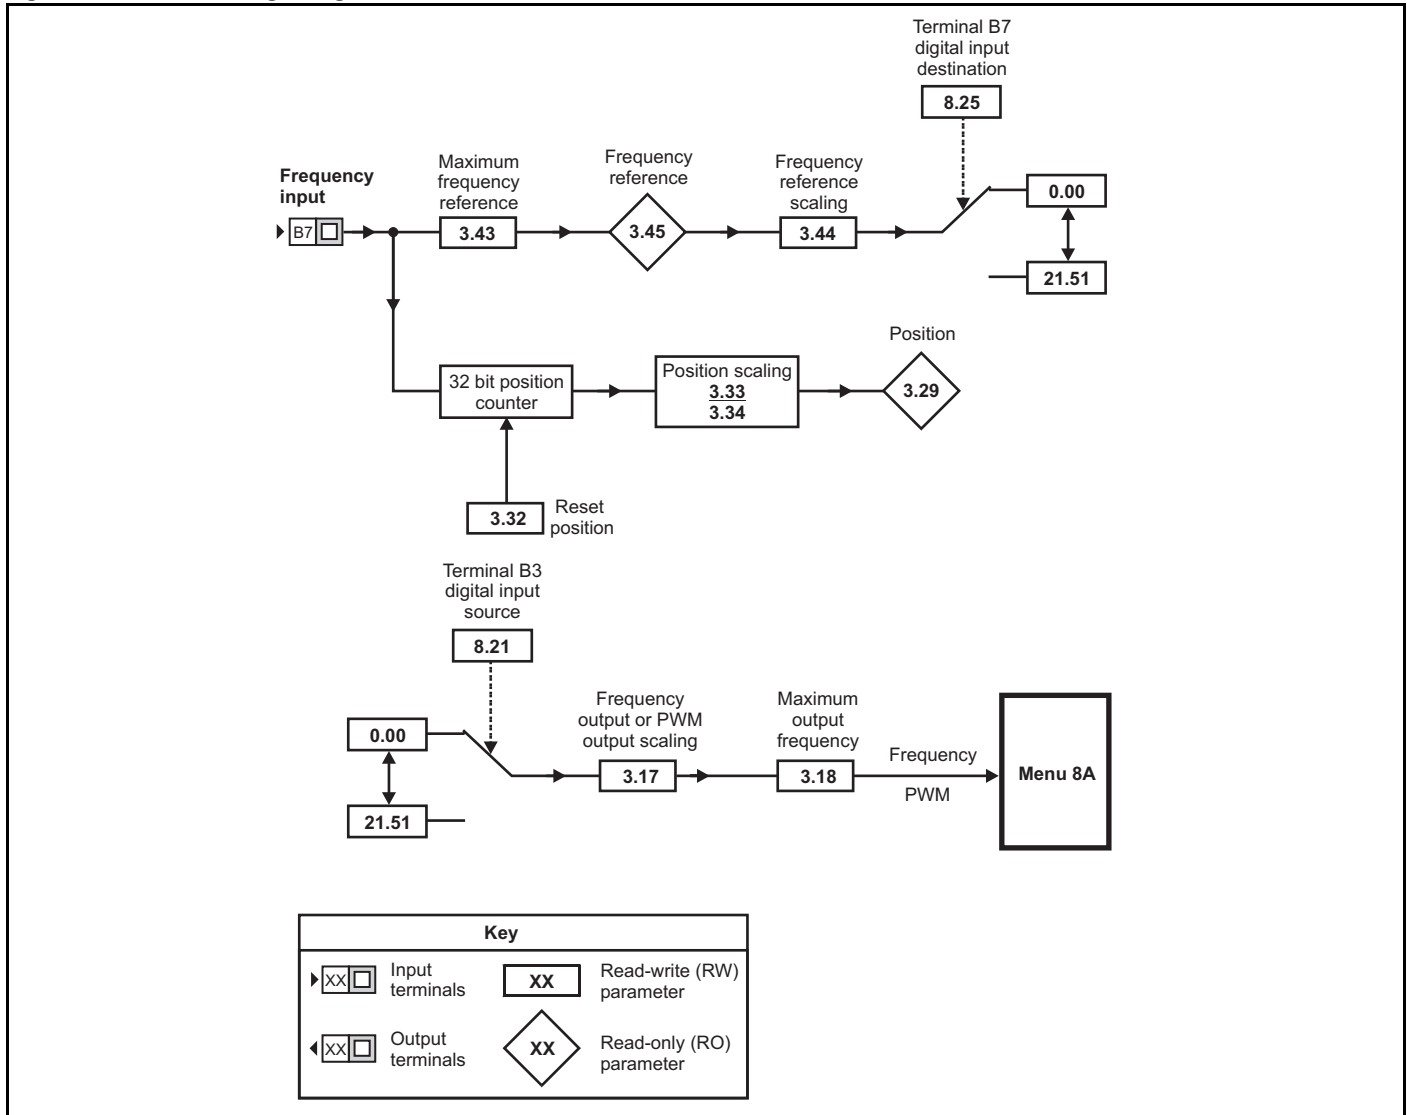 Terminal B7
digital input
destination
8.25
Frequency
input
B7
Maximum
frequency
reference
3.43
Frequency
reference
3.45
Frequency
reference
scaling
3.44
0.00
21.51
32 bit position
counter
Position scaling
3.33
3.34
Position
3.29
3.32
Reset
position
Terminal B3
digital input
source
8.21
0.00
21.51
Frequency
output or PWM
output scaling
3.17
Maximum
output
frequency
3.18
Frequency
PWM
Menu 8A
Key
XX
Input
terminals
XX
Read-write (RW)
parameter
XX
Output
terminals
XX
Read-only (RO)
parameter